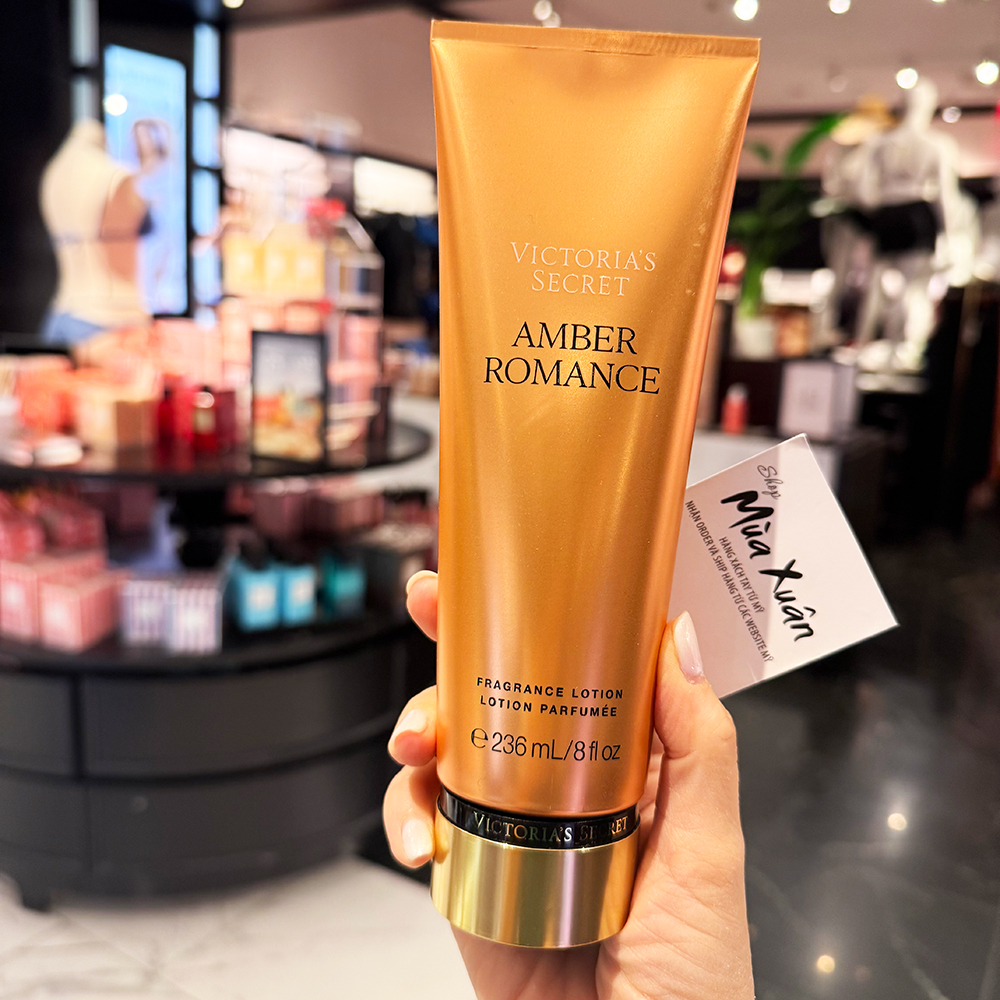 VICTORIA'S
SECRET
AMBER
ROMANCE
FRAGRANCE LOTION
LOTION PARFUMÉE
℮ 236 mL/8 fl oz
VICTORIA'S SECRET
Shop
Mùa Xuân
HÀNG XÁCH TAY TỪ MỸ
NHẬN ORDER VÀ SHIP HÀNG TỪ CÁC WEBSITE MỸ